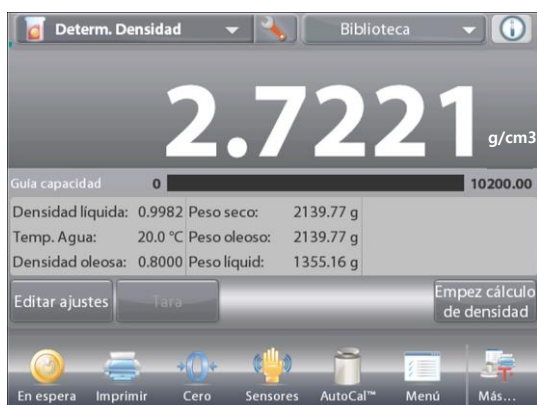 Determ. Densidad Biblioteca
2.7221 g/cm3
Guía capacidad 0 10200.00
Densidad líquida: 0.9982 Peso seco: 2139.77 g
Temp. Agua: 20.0 °C Peso oleoso: 2139.77 g
Densidad oleosa: 0.8000 Peso líquid: 1355.16 g
Editar ajustes Tara Empez cálculo
de densidad
0
En espera Imprimir Cero Sensores AutoCal™ Menú Más...